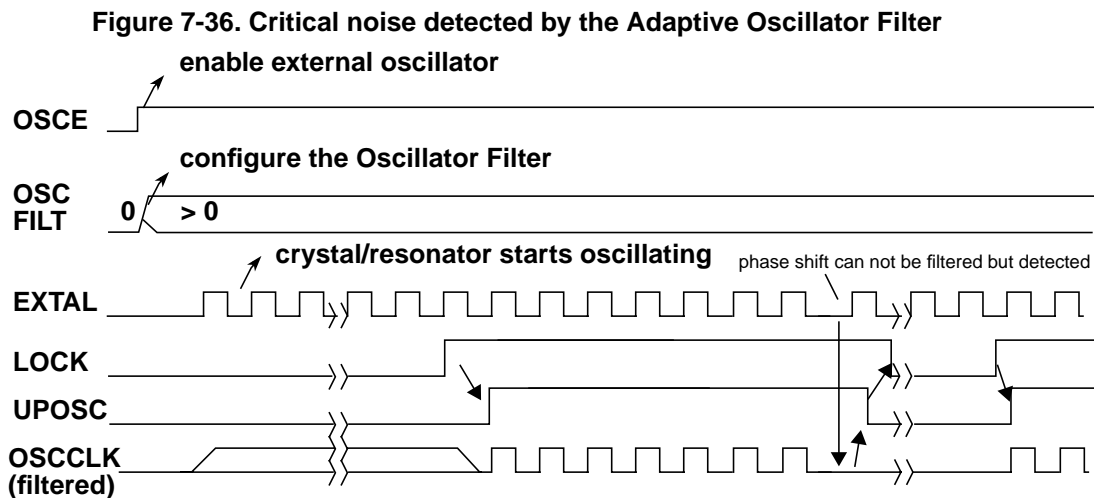 Figure 7-36. Critical noise detected by the Adaptive Oscillator Filter
enable external oscillator
OSCE
configure the Oscillator Filter
OSC
FILT
0
> 0
crystal/resonator starts oscillating
phase shift can not be filtered but detected
EXTAL
LOCK
UPOSC
OSCCLK
(filtered)